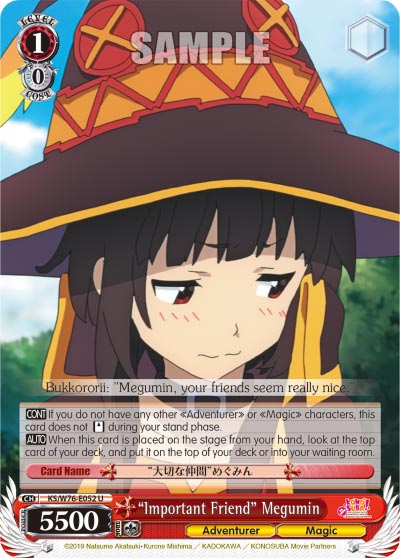 LEVEL
1
0
COST
SAMPLE
Bukkororii: "Megumin, your friends seem really nice."
CONT If you do not have any other «Adventurer» or «Magic» characters, this
card does not during your stand phase.
AUTO When this card is placed on the stage from your hand, look at the top
card of your deck, and put it on the top of your deck or into your waiting room.
Card Name
“大切な仲間”めぐみん
CH
KS/W76-E052 U
POWER
5500
SOUL
“Important Friend” Megumin
Adventurer
Magic
©2019 Natsume Akatsuki・Kurone Mishima / KADOKAWA / KONOSUBA Movie Partners